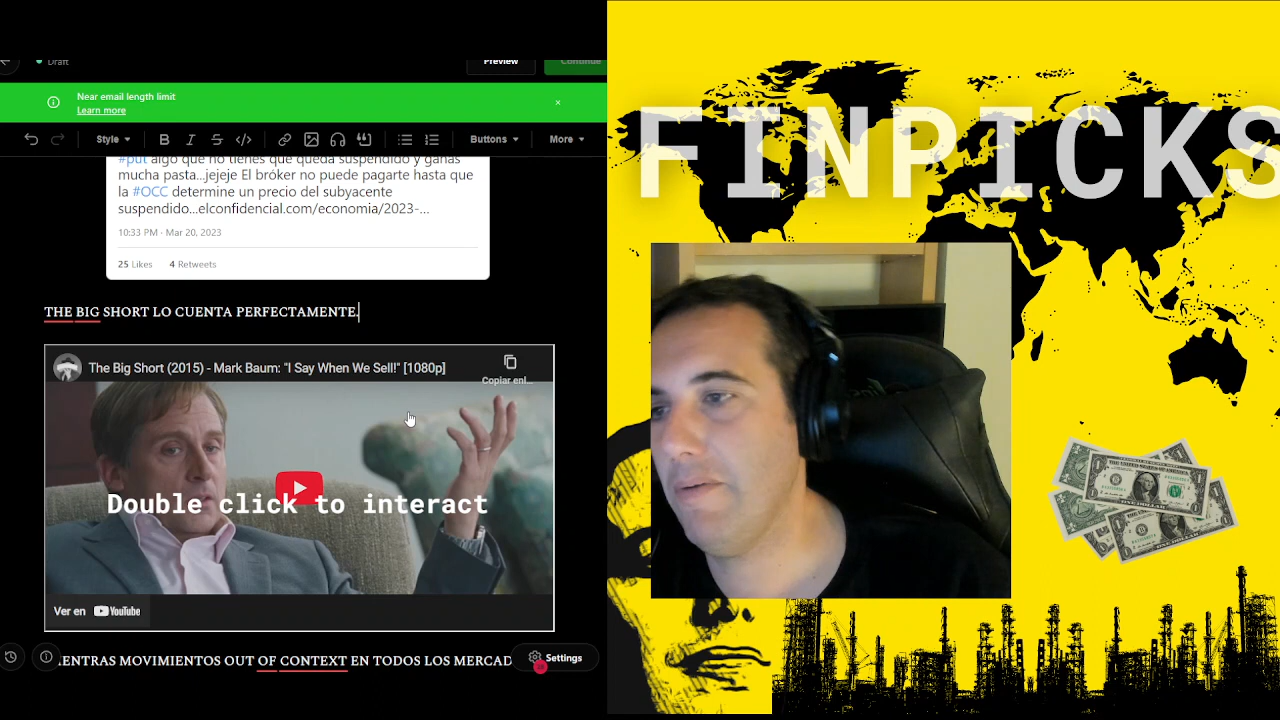 Draft
Preview
Continue
Near email length limit
Learn more
Style
B
I
S
Buttons
More
#put algo que no tienes que queda suspendido y ganas
mucha pasta...jejeje El bróker no puede pagarte hasta que
la #OCC determine un precio del subyacente
suspendido...elconfidencial.com/economia/2023-...
10:33 PM · Mar 20, 2023
25 Likes 4 Retweets
THE BIG SHORT LO CUENTA PERFECTAMENTE.
The Big Short (2015) - Mark Baum: "I Say When We Sell!" [1080p]
Copiar enl...
Double click to interact
Ver en YouTube
IENTRAS MOVIMIENTOS OUT OF CONTEXT EN TODOS LOS MERCAD
Settings
FINPICKS